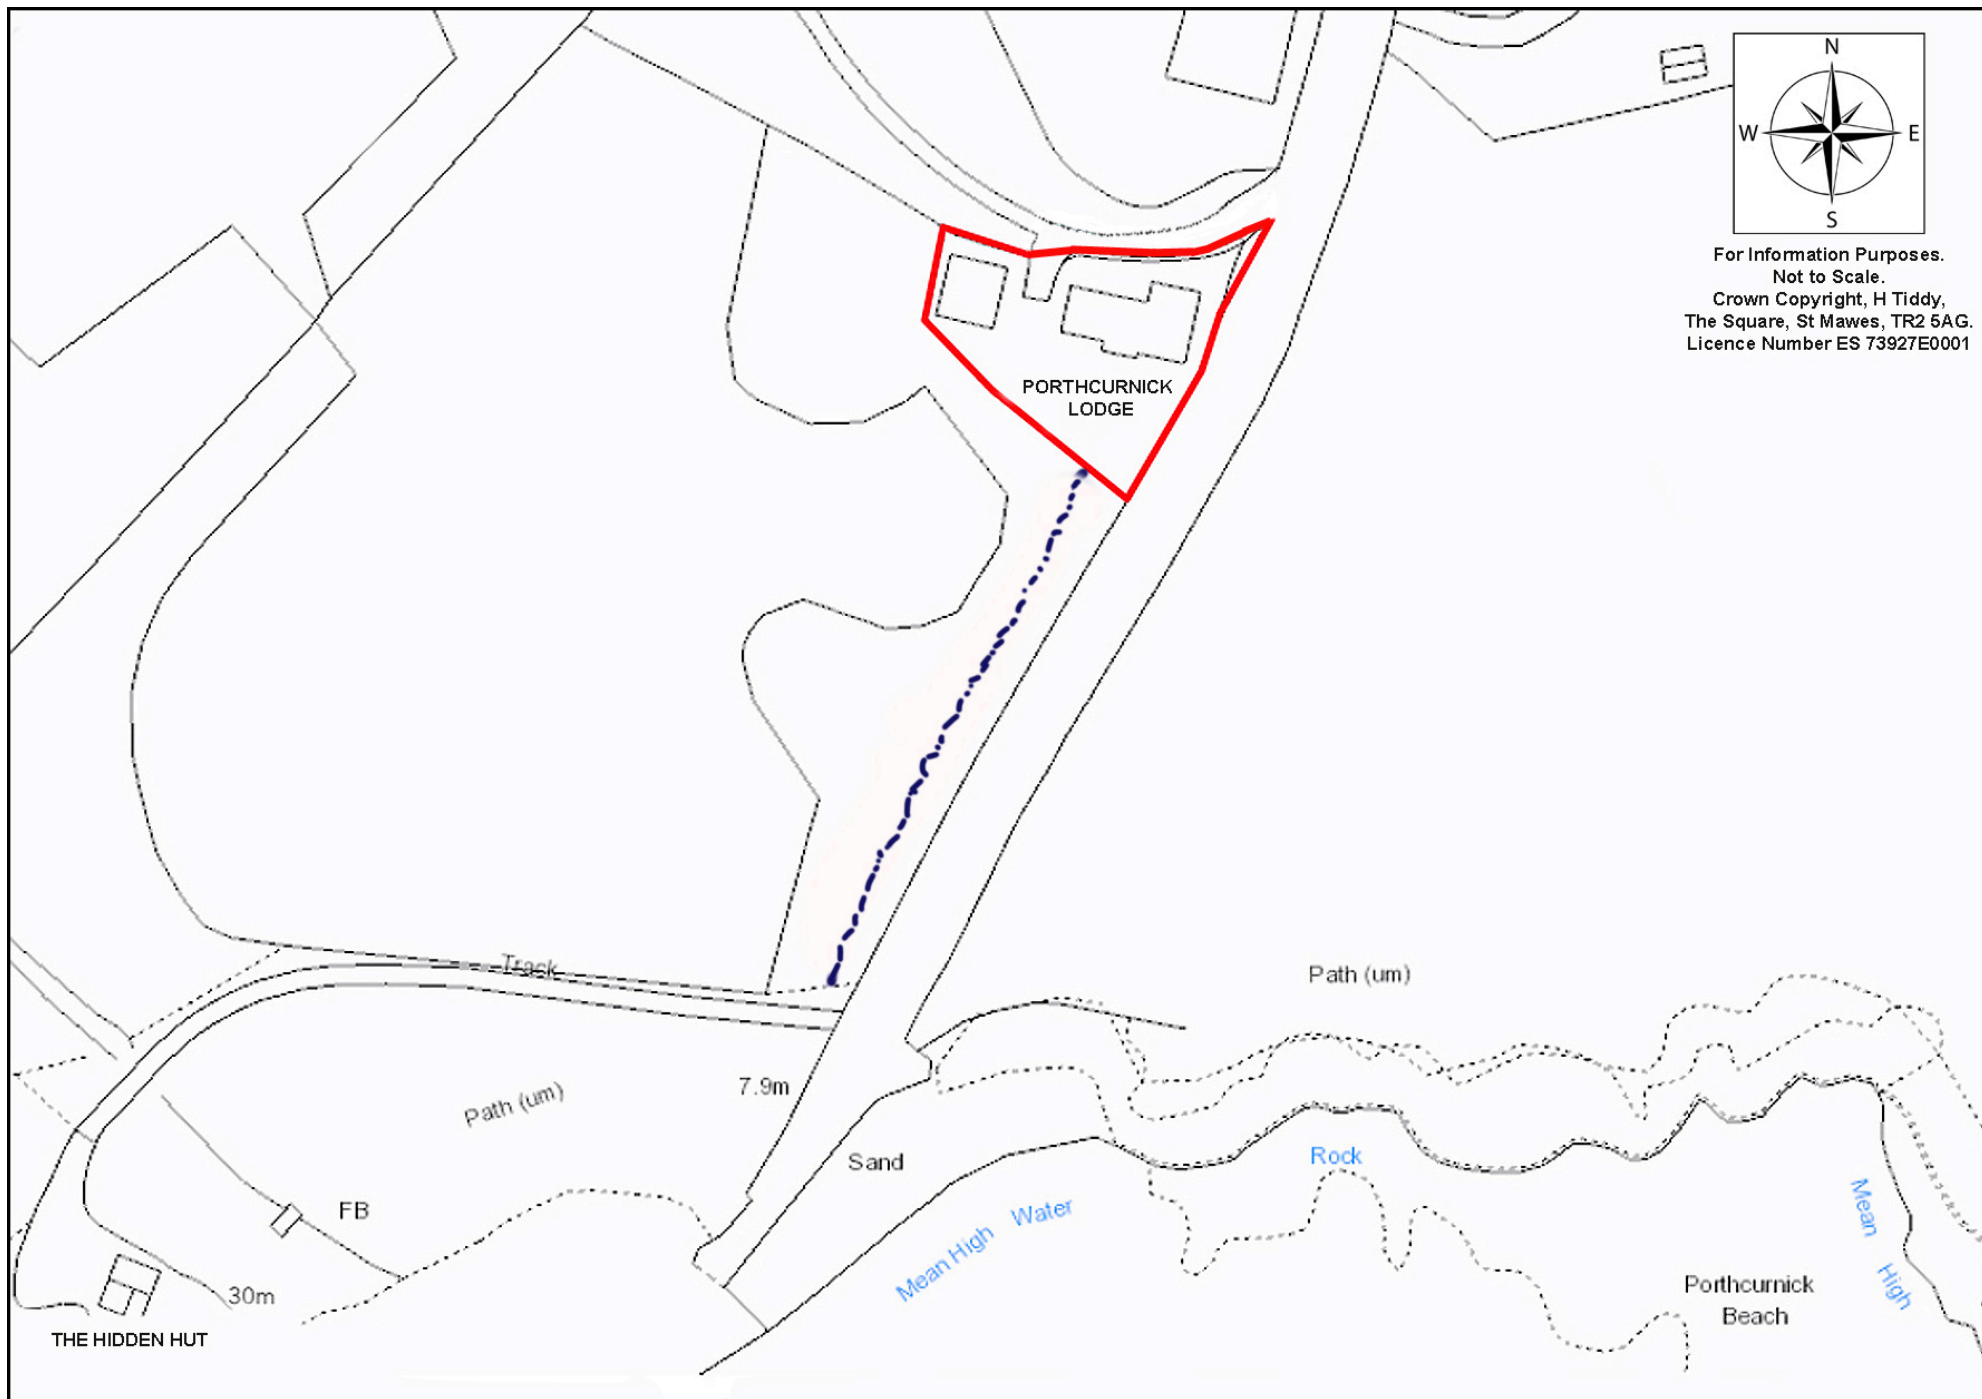 N
W
E
S
For Information Purposes.
Not to Scale.
Crown Copyright, H Tiddy,
The Square, St Mawes, TR2 5AG.
Licence Number ES 73927E0001
PORTHCURNICK
LODGE
Track
Path (um)
7.9m
Path (um)
Sand
Rock
FB
Mean High Water
Mean High
30m
Porthcurnick
Beach
THE HIDDEN HUT